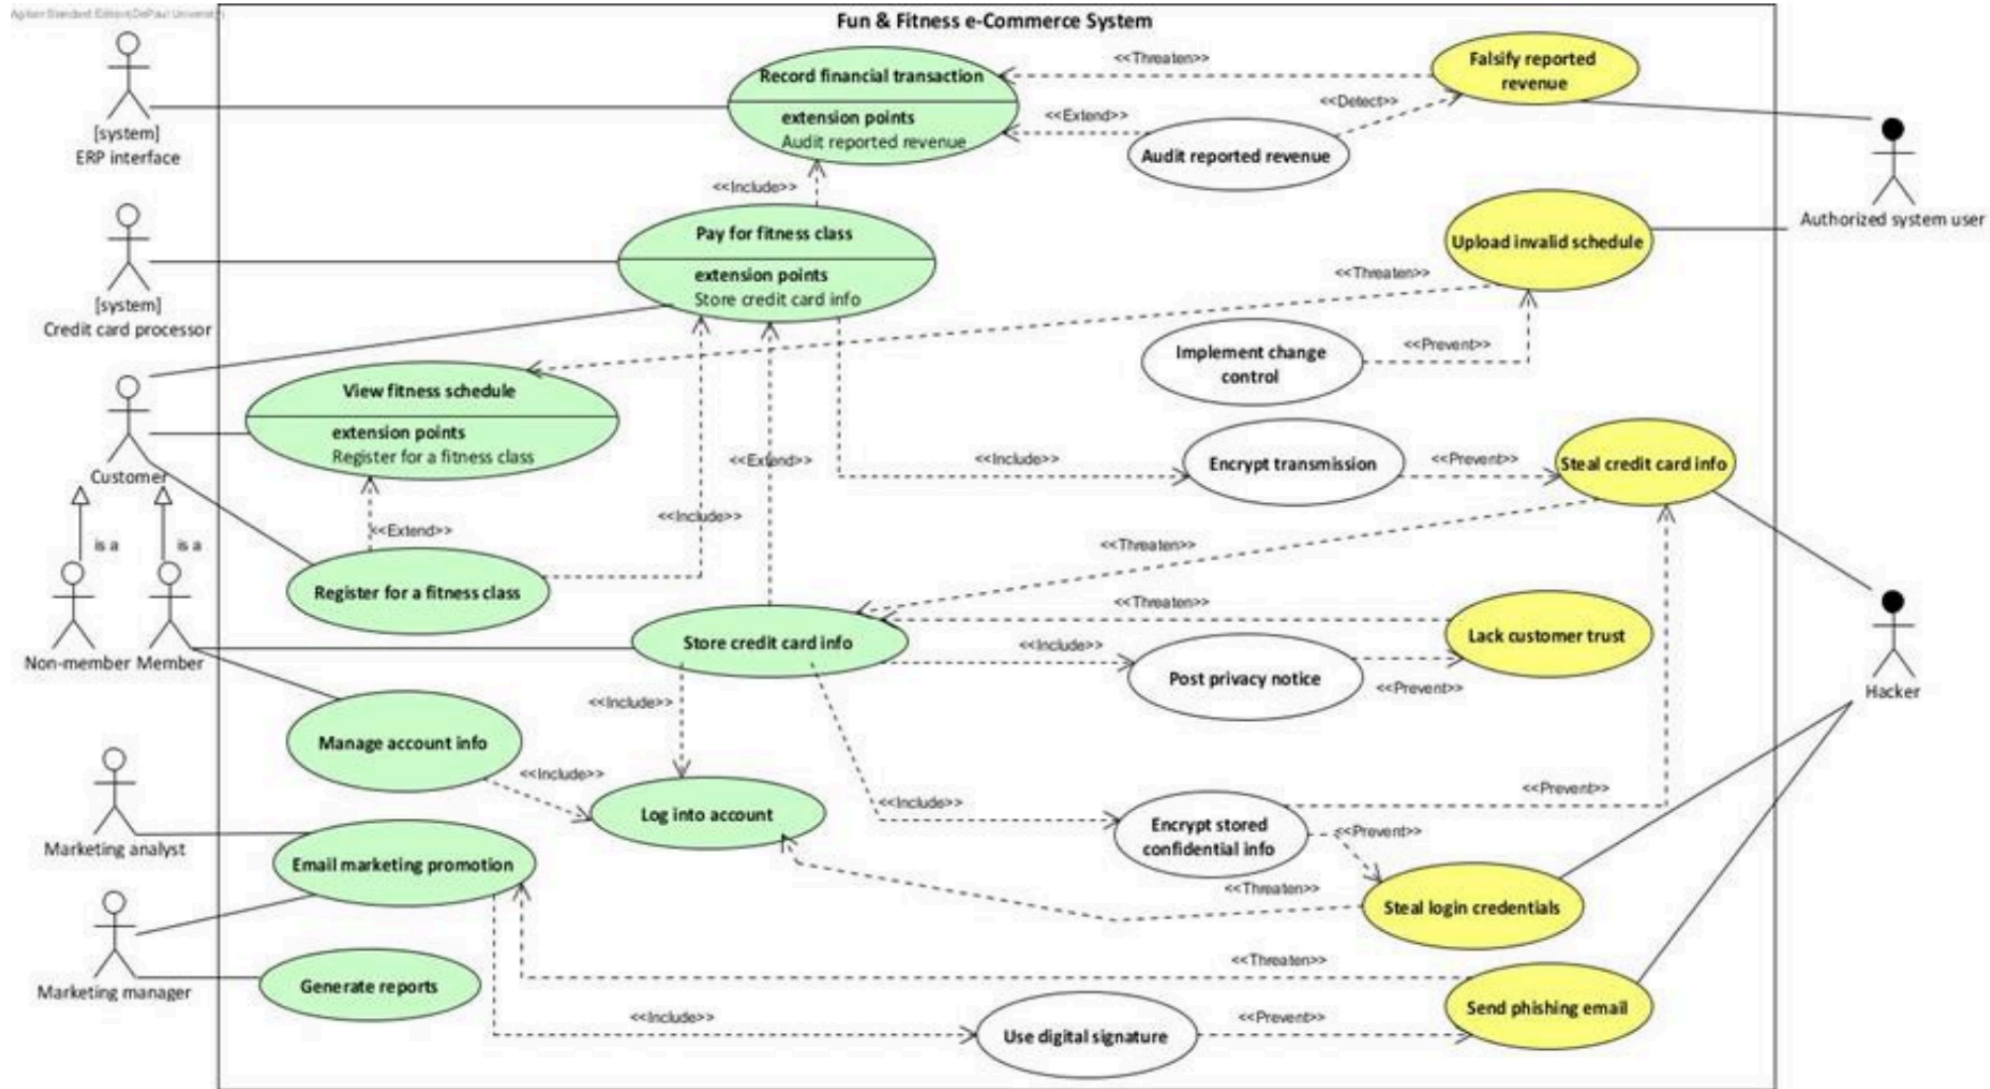 Fun & Fitness e-Commerce System
[system]
ERP interface
Record financial transaction
extension points
Audit reported revenue
<<Threaten>>
Falsify reported
revenue
<<Detect>>
<<Extend>>
Audit reported revenue
Authorized system user
<<Include>>
[system]
Credit card processor
Pay for fitness class
extension points
Store credit card info
Upload invalid schedule
<<Threaten>>
Implement change
control
<<Prevent>>
Customer
View fitness schedule
extension points
Register for a fitness class
<<Extend>>
<<Include>>
Encrypt transmission
<<Prevent>>
Steal credit card info
<<Include>>
<<Extend>>
is a
is a
<<Threaten>>
Register for a fitness class
Non-member
Member
Store credit card info
<<Threaten>>
Lack customer trust
<<Include>>
Post privacy notice
<<Prevent>>
Hacker
<<Include>>
Manage account info
<<Include>>
Log into account
<<Include>>
Encrypt stored
confidential info
<<Prevent>>
<<Prevent>>
Marketing analyst
Email marketing promotion
<<Threaten>>
Steal login credentials
Marketing manager
Generate reports
<<Threaten>>
Send phishing email
<<Include>>
Use digital signature
<<Prevent>>